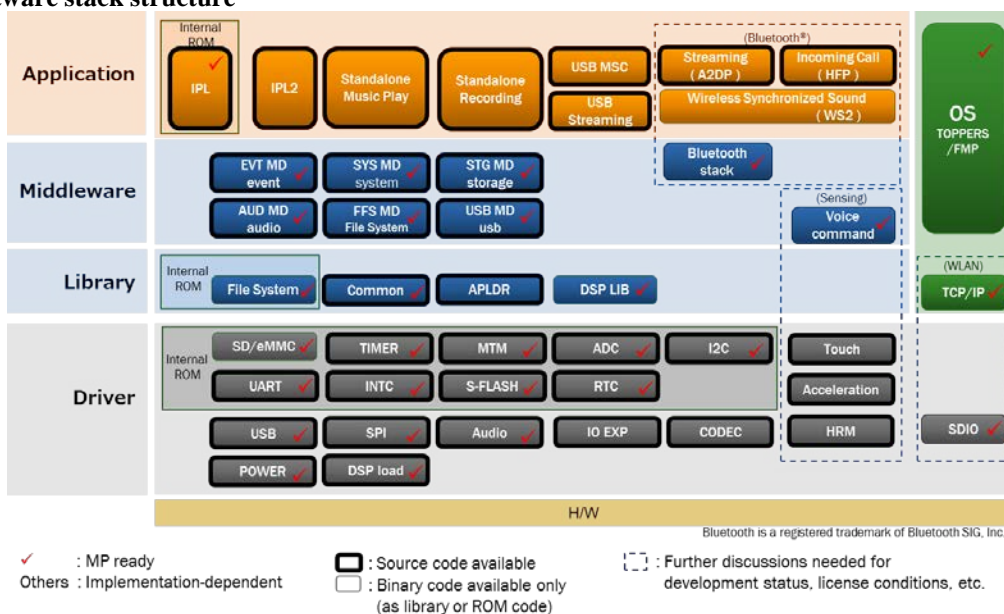 ware stack structure
Application
Internal
ROM
IPL
IPL2
Standalone
Music Play
Standalone
Recording
USB MSC
USB
Streaming
(Bluetooth®)
Streaming
(A2DP)
Incoming Call
(HFP)
Wireless Synchronized Sound
(WS2)
OS
TOPPERS
/FMP
Middleware
EVT MD
event
SYS MD
system
STG MD
storage
Bluetooth
stack
AUD MD
audio
FFS MD
File System
USB MD
usb
(Sensing)
Voice
command
Library
Internal
ROM
File System
Common
APLDR
DSP LIB
(WLAN)
TCP/IP
Driver
Internal
ROM
SD/eMMC
TIMER
MTM
ADC
I2C
Touch
UART
INTC
S-FLASH
RTC
Acceleration
USB
SPI
Audio
IO EXP
CODEC
HRM
SDIO
POWER
DSP load
H/W
Bluetooth is a registered trademark of Bluetooth SIG, Inc.
✓ : MP ready
Others : Implementation-dependent
: Source code available
: Binary code available only
(as library or ROM code)
: Further discussions needed for
development status, license conditions, etc.